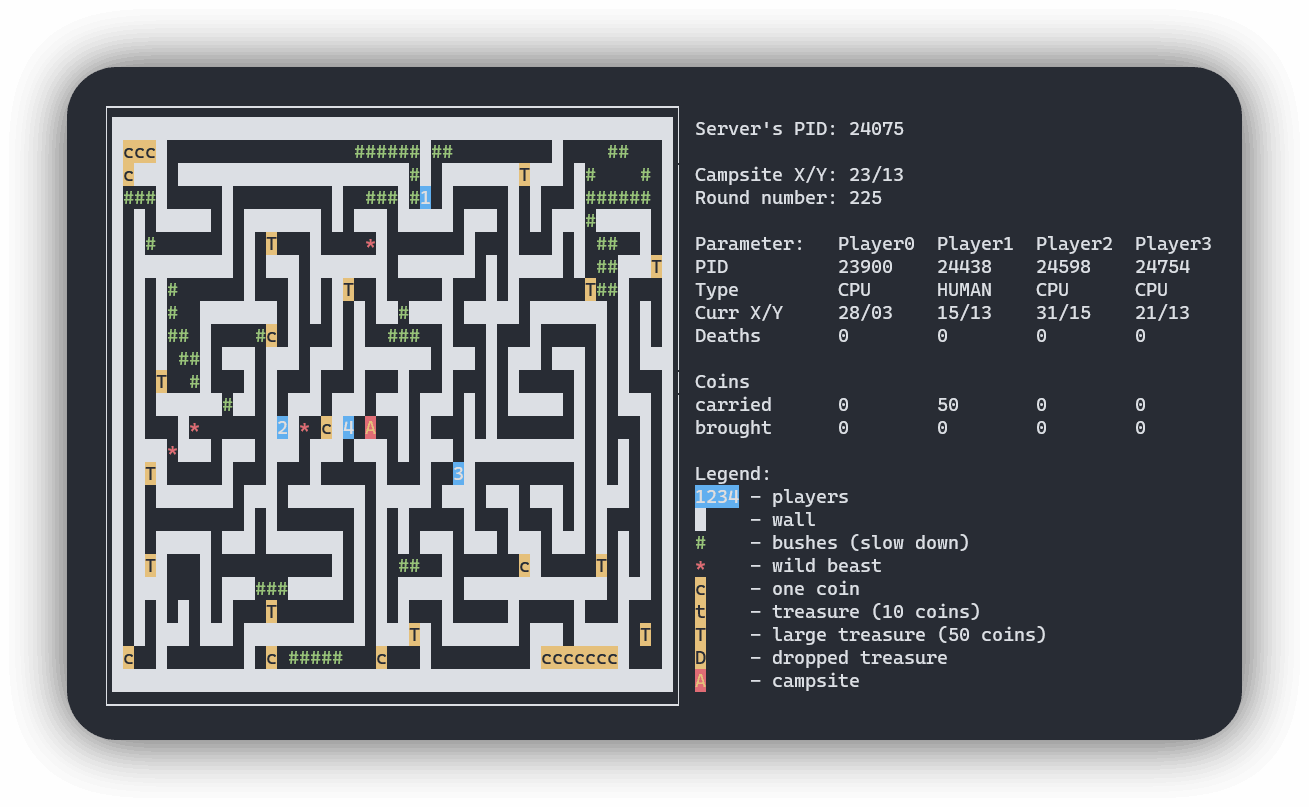 ccc ###### ## ##
c # T # #
### ### #1 ######
#
# T * ##
## T
# T T##
# #
## #c ###
##
T #
#
* 2 * c 4 A
*
T 3
T ## c T
###
T
T T
c c ##### c ccccccc
Server's PID: 24075
Campsite X/Y: 23/13
Round number: 225
Parameter: Player0 Player1 Player2 Player3
PID 23900 24438 24598 24754
Type CPU HUMAN CPU CPU
Curr X/Y 28/03 15/13 31/15 21/13
Deaths 0 0 0 0
Coins
carried 0 50 0 0
brought 0 0 0 0
Legend:
1234 – players
– wall
# – bushes (slow down)
* – wild beast
c – one coin
t – treasure (10 coins)
T – large treasure (50 coins)
D – dropped treasure
A – campsite